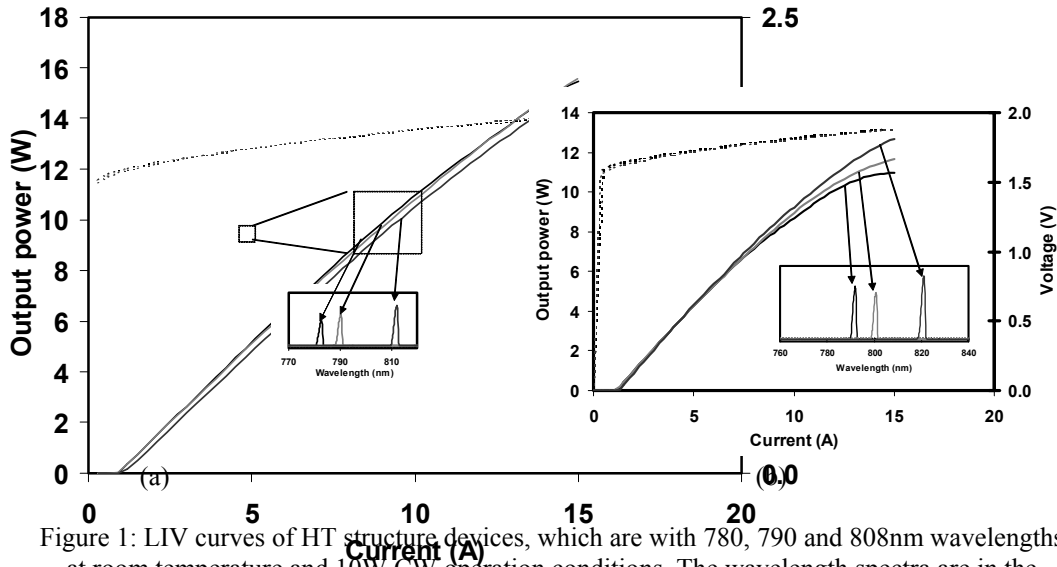 18
16
14
12
10
8
6
4
2
0
Output power (W)
0 5 10 15 20
Current (A)
2.5
0.0
770 790 810
Wavelength (nm)
(a)
14
12
10
8
6
4
2
0
Output power (W)
0 5 10 15 20
Current (A)
2.0
1.5
1.0
0.5
0.0
Voltage (V)
760 780 800 820 840
Wavelength (nm)
(b)
Figure 1: LIV curves of HT structure devices, which are with 780, 790 and 808nm wavelengths
at room temperature and 10W CW operation conditions. The wavelength spectra are in the